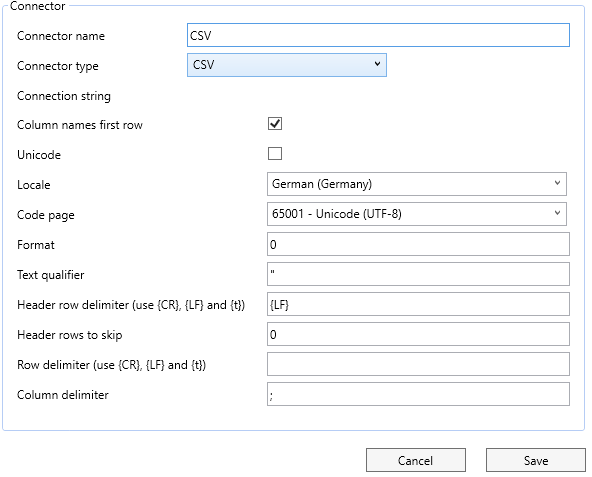 Connector
Connector name CSV
Connector type CSV
Connection string
Column names first row
Unicode
Locale German (Germany)
Code page 65001 - Unicode (UTF-8)
Format 0
Text qualifier "
Header row delimiter (use {CR}, {LF} and {t}) {LF}
Header rows to skip 0
Row delimiter (use {CR}, {LF} and {t})
Column delimiter ;
Cancel Save